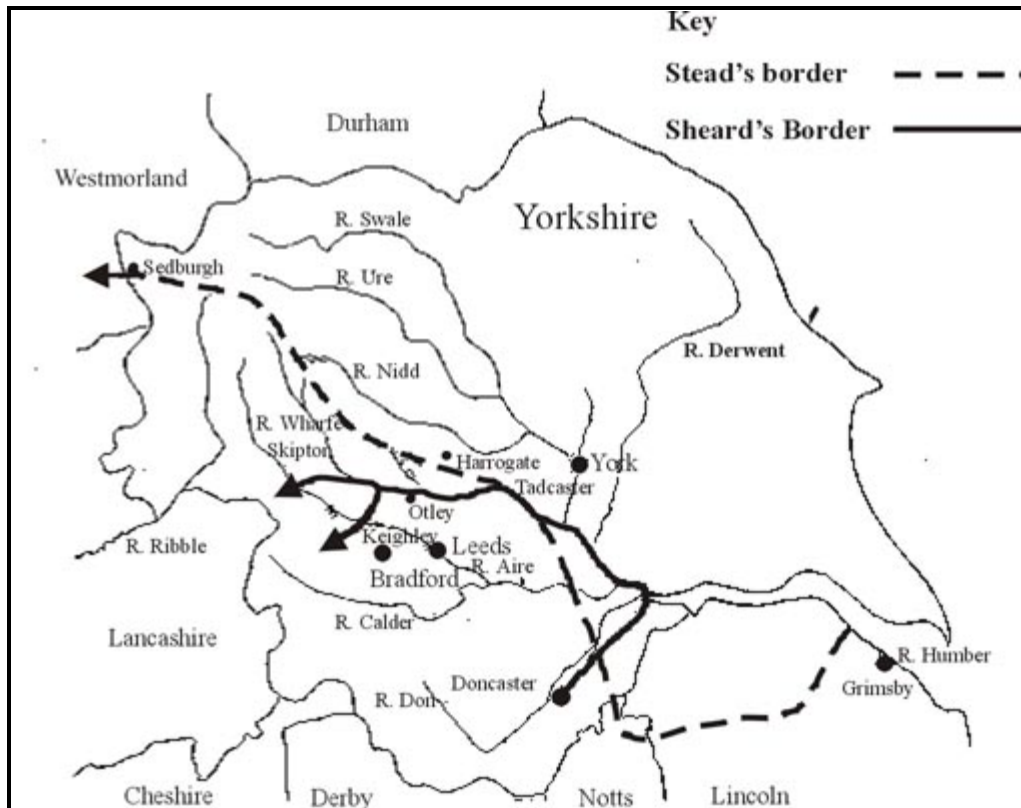 Key
Stead's border
Sheard's Border
Durham
Westmorland
Yorkshire
R. Swale
Sedburgh
R. Ure
R. Derwent
R. Nidd
R. Wharfe
Skipton
Harrogate
York
Tadcaster
Otley
Keighley
Leeds
R. Ribble
Bradford
R. Aire
R. Calder
Lancashire
R. Humber
Doncaster
Grimsby
R. Don
Cheshire
Derby
Notts
Lincoln